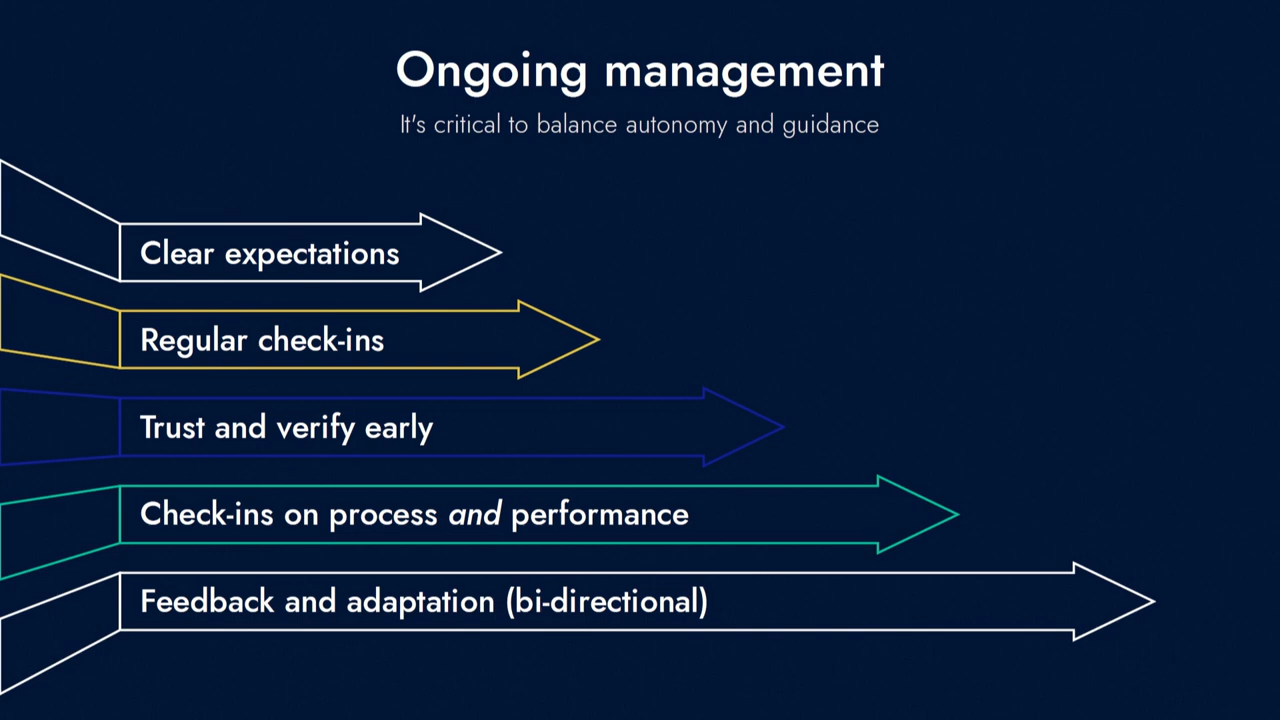 Ongoing management
It's critical to balance autonomy and guidance
Clear expectations
Regular check-ins
Trust and verify early
Check-ins on process and performance
Feedback and adaptation (bi-directional)